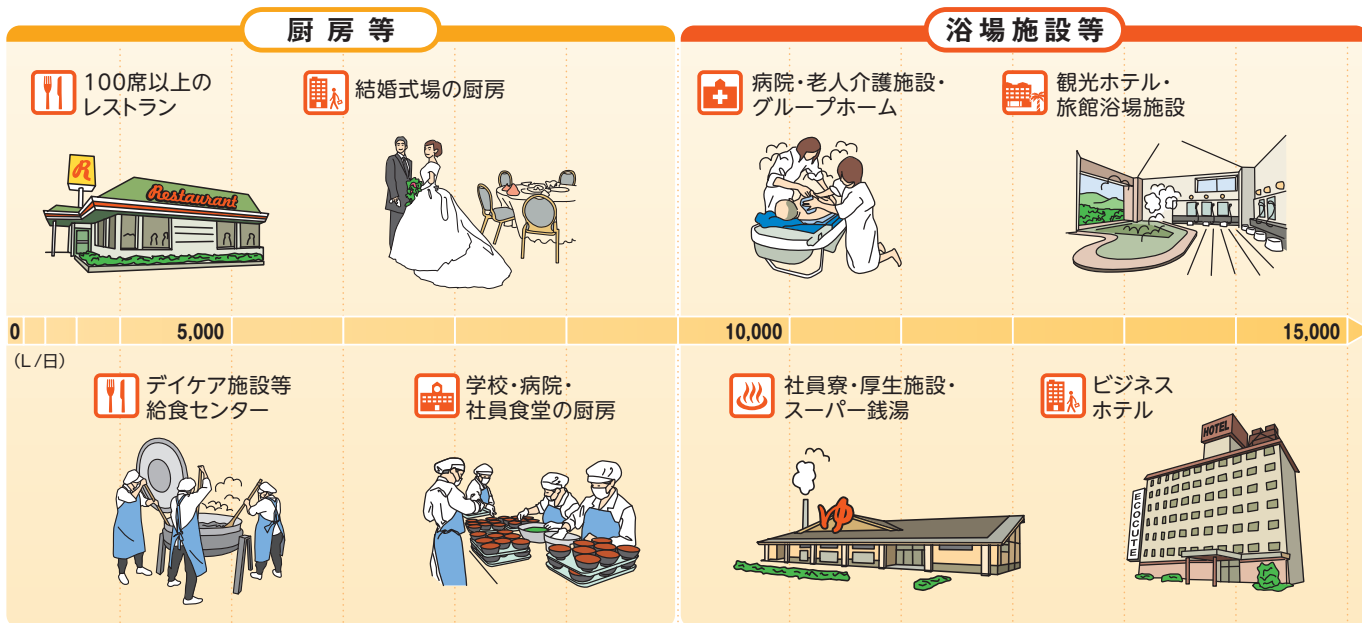 厨房等
浴場施設等
100席以上の
レストラン
結婚式場の厨房
病院・老人介護施設・
グループホーム
観光ホテル・
旅館浴場施設
R
Restaurant
0
5,000
10,000
15,000
(L/日)
デイケア施設等
給食センター
学校・病院・
社員食堂の厨房
社員寮・厚生施設・
スーパー銭湯
ビジネス
ホテル
ゆ
HOTEL
ECOCUTE